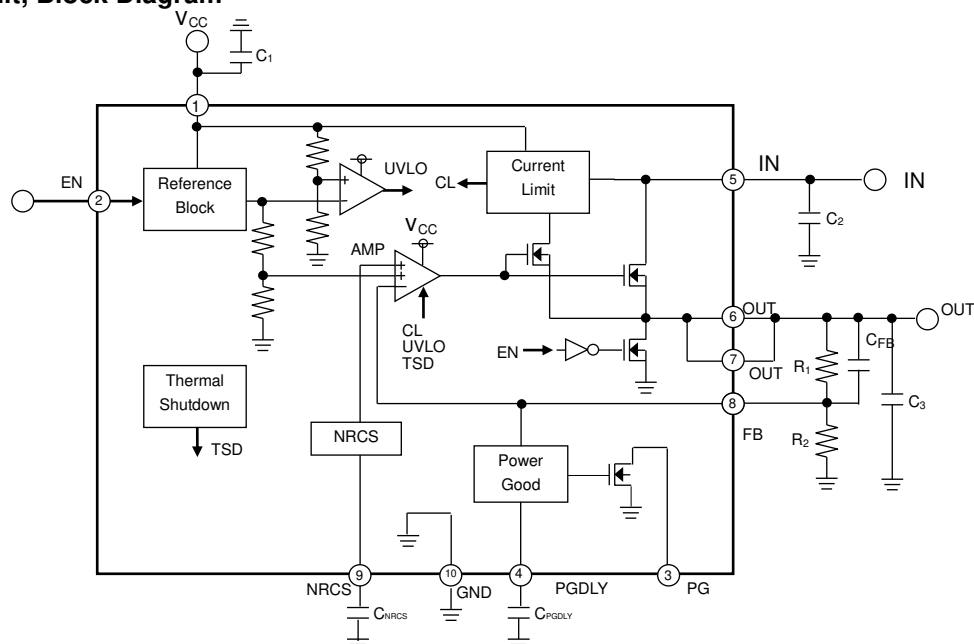 Block Diagram
VCC
C1
1
EN
2
Reference
Block
UVLO
CL
Current
Limit
5
IN
IN
C2
VCC
AMP
CL
UVLO
TSD
EN
6
OUT
OUT
7
OUT
R1
CFB
C3
8
FB
R2
Thermal
Shutdown
TSD
NRCS
Power
Good
9
NRCS
10
GND
4
PGDLY
3
PG
CNRCS
CPGDLY